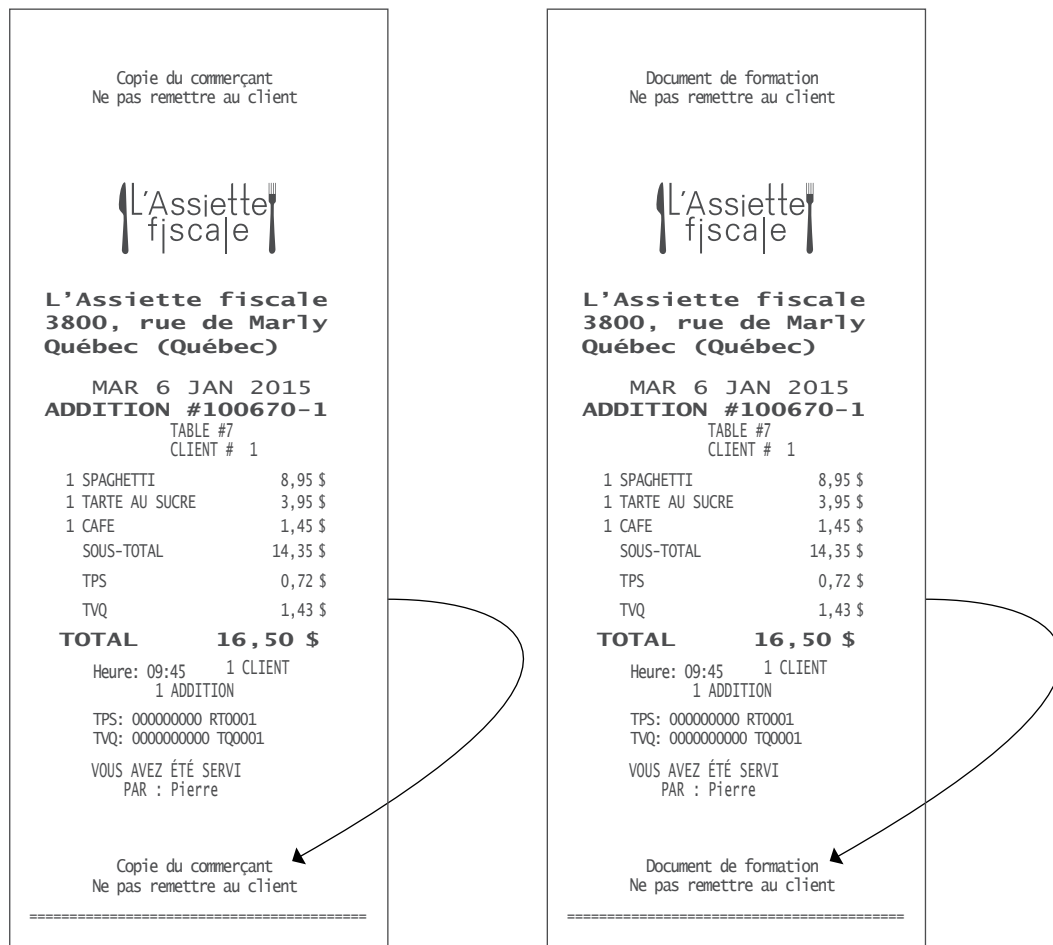 Copie du commerçant
Ne pas remettre au client
L'Assiette
fiscale
L'Assiette fiscale
3800, rue de Marly
Québec (Québec)
MAR 6 JAN 2015
ADDITION #100670-1
TABLE #7
CLIENT # 1
1 SPAGHETTI 8,95 $
1 TARTE AU SUCRE 3,95 $
1 CAFE 1,45 $
SOUS-TOTAL 14,35 $
TPS 0,72 $
TVQ 1,43 $
TOTAL 16,50 $
Heure: 09:45 1 CLIENT
1 ADDITION
TPS: 000000000 RT0001
TVQ: 0000000000 TQ0001
VOUS AVEZ ÉTÉ SERVI
PAR : Pierre
Copie du commerçant
Ne pas remettre au client
==========================================
Document de formation
Ne pas remettre au client
L'Assiette
fiscale
L'Assiette fiscale
3800, rue de Marly
Québec (Québec)
MAR 6 JAN 2015
ADDITION #100670-1
TABLE #7
CLIENT # 1
1 SPAGHETTI 8,95 $
1 TARTE AU SUCRE 3,95 $
1 CAFE 1,45 $
SOUS-TOTAL 14,35 $
TPS 0,72 $
TVQ 1,43 $
TOTAL 16,50 $
Heure: 09:45 1 CLIENT
1 ADDITION
TPS: 000000000 RT0001
TVQ: 0000000000 TQ0001
VOUS AVEZ ÉTÉ SERVI
PAR : Pierre
Document de formation
Ne pas remettre au client
==========================================